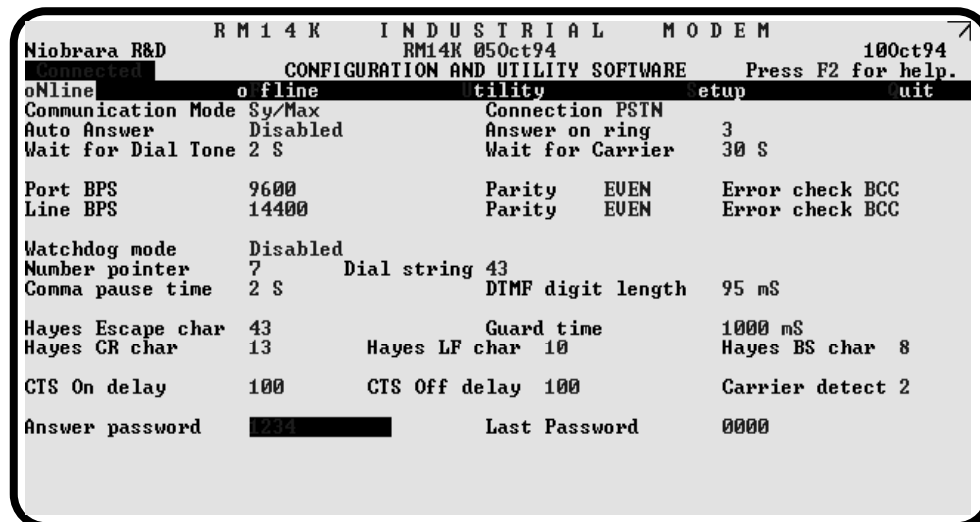 RM14K INDUSTRIAL MODEM
Niobrara R&D RM14K 05Oct94 10Oct94
Connected CONFIGURATION AND UTILITY SOFTWARE Press F2 for help.
oNline oFfline Utility Setup Quit
Communication Mode Sy/Max Connection PSTN
Auto Answer Disabled Answer on ring 3
Wait for Dial Tone 2 S Wait for Carrier 30 S
Port BPS 9600 Parity EVEN Error check BCC
Line BPS 14400 Parity EVEN Error check BCC
Watchdog mode Disabled
Number pointer 7 Dial string 43
Comma pause time 2 S DTMF digit length 95 mS
Hayes Escape char 43 Guard time 1000 mS
Hayes CR char 13 Hayes LF char 10 Hayes BS char 8
CTS On delay 100 CTS Off delay 100 Carrier detect 2
Answer password 1234 Last Password 0000